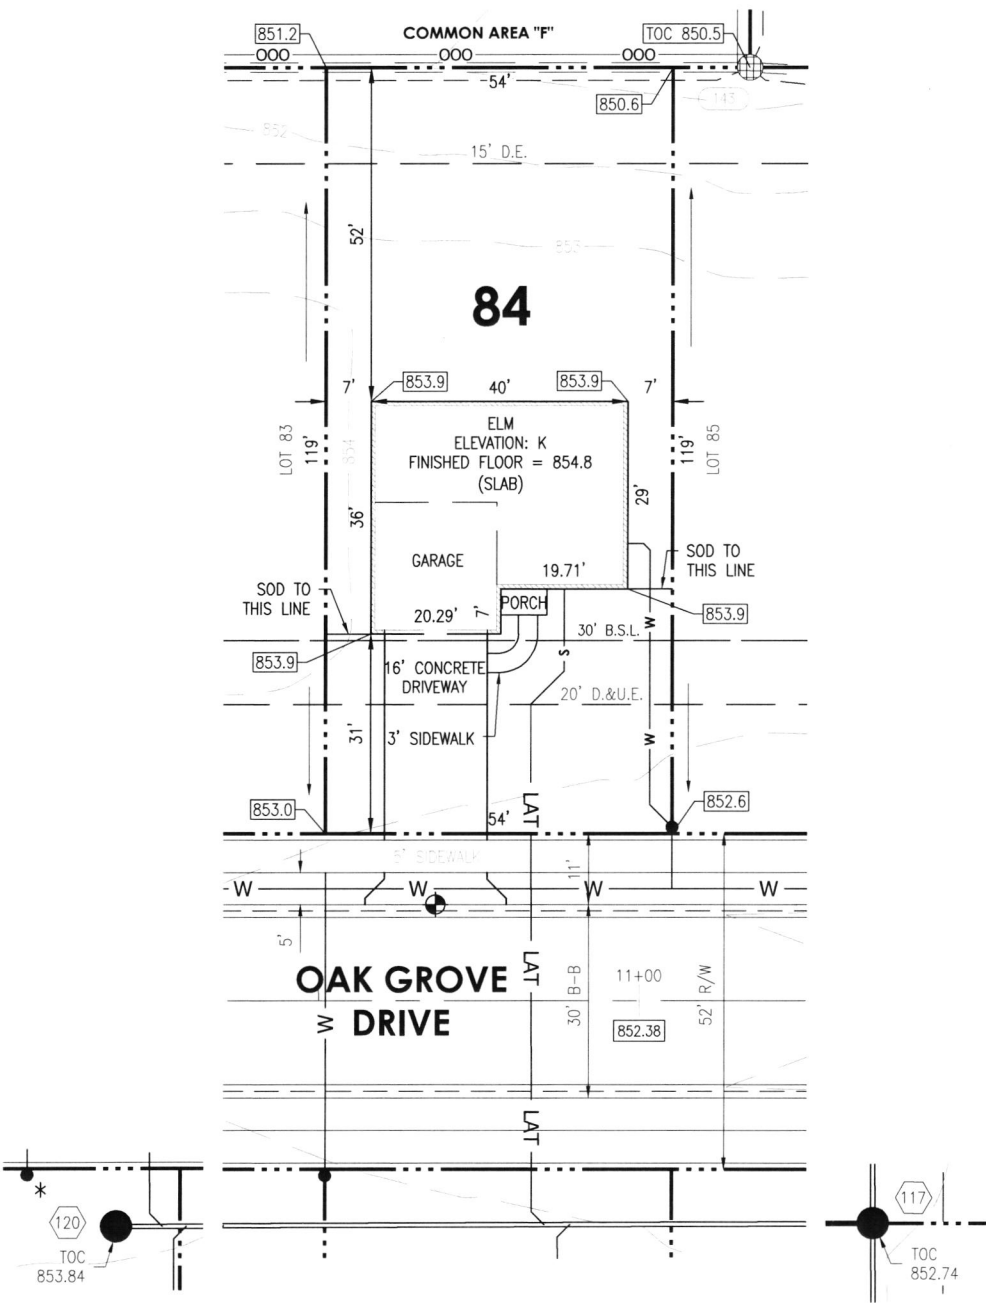 COMMON AREA "F"
851.2
TOC 850.5
OOO OOO OOO
54'
850.6
143
852
15' D.E.
52'
853
84
7'
853.9
40'
853.9
7'
LOT 83
119'
854
ELM
ELEVATION: K
FINISHED FLOOR = 854.8
(SLAB)
119'
LOT 85
36'
29'
GARAGE
19.71'
SOD TO
THIS LINE
SOD TO
THIS LINE
20.29'
7'
PORCH
853.9
W
30' B.S.L.
853.9
S
16' CONCRETE
DRIVEWAY
20' D.&U.E.
31'
3' SIDEWALK
W
853.0
LAT
852.6
54'
5' SIDEWALK
11'
W W W W
5'
OAK GROVE
DRIVE
W
LAT
30' B-B
11+00
852.38
52' R/W
LAT
*
120
TOC
853.84
117
TOC
852.74